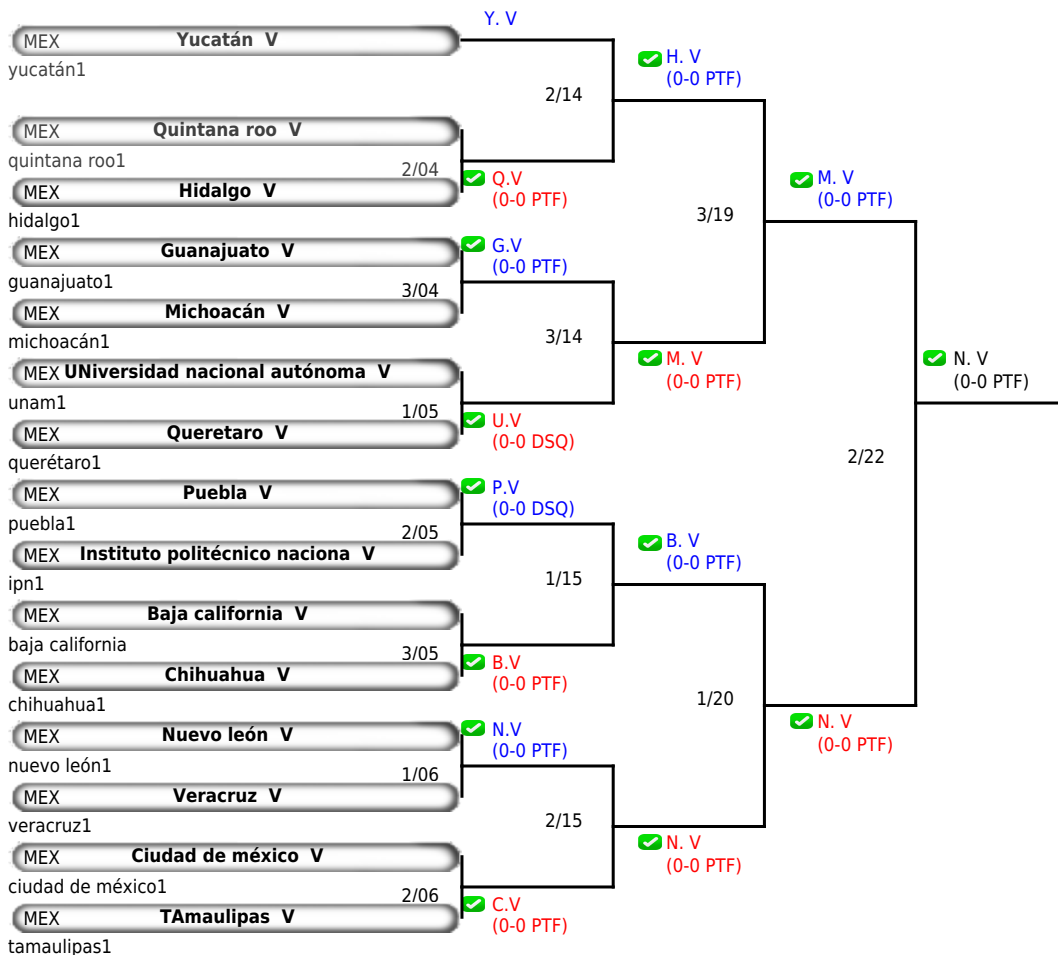 Y. V
MEX Yucatán V
yucatán1
H. V
(0-0 PTF)
2/14
MEX Quintana roo V
quintana roo1
2/04
MEX Hidalgo V
hidalgo1
Q.V
(0-0 PTF)
M. V
(0-0 PTF)
3/19
MEX Guanajuato V
guanajuato1
G.V
(0-0 PTF)
3/04
MEX Michoacán V
michoacán1
3/14
M. V
(0-0 PTF)
MEX UNiversidad nacional autónoma V
unam1
1/05
MEX Queretaro V
querétaro1
U.V
(0-0 DSQ)
N. V
(0-0 PTF)
2/22
MEX Puebla V
puebla1
P.V
(0-0 DSQ)
2/05
MEX Instituto politécnico naciona V
ipn1
B. V
(0-0 PTF)
1/15
MEX Baja california V
baja california
3/05
MEX Chihuahua V
chihuahua1
B.V
(0-0 PTF)
1/20
N. V
(0-0 PTF)
MEX Nuevo león V
nuevo león1
N.V
(0-0 PTF)
1/06
MEX Veracruz V
veracruz1
2/15
N. V
(0-0 PTF)
MEX Ciudad de méxico V
ciudad de méxico1
2/06
MEX TAmaulipas V
tamaulipas1
C.V
(0-0 PTF)